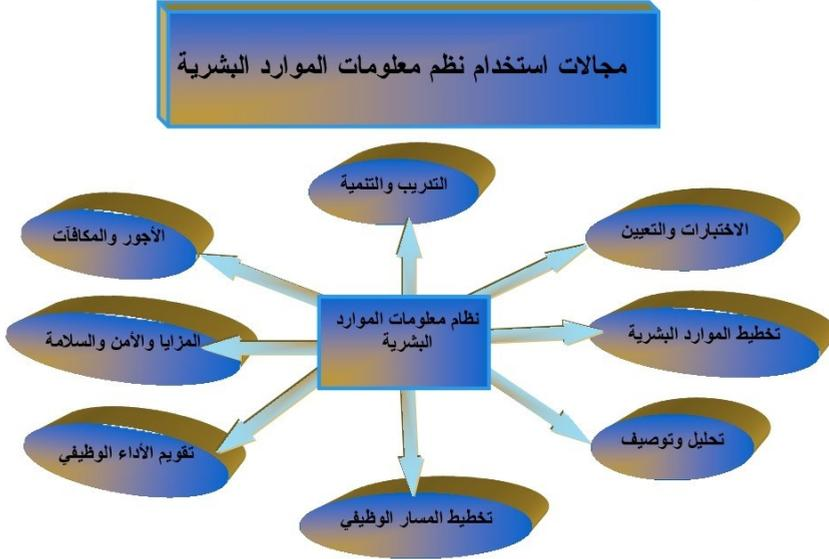 مجالات استخدام نظم معلومات الموارد البشرية
التدريب والتنمية
الاختبارات والتعيين
الأجور والمكافآت
نظام معلومات الموارد
البشرية
تخطيط الموارد البشرية
المزايا والأمن والسلامة
تحليل وتوصيف
تقويم الأداء الوظيفي
تخطيط المسار الوظيفي